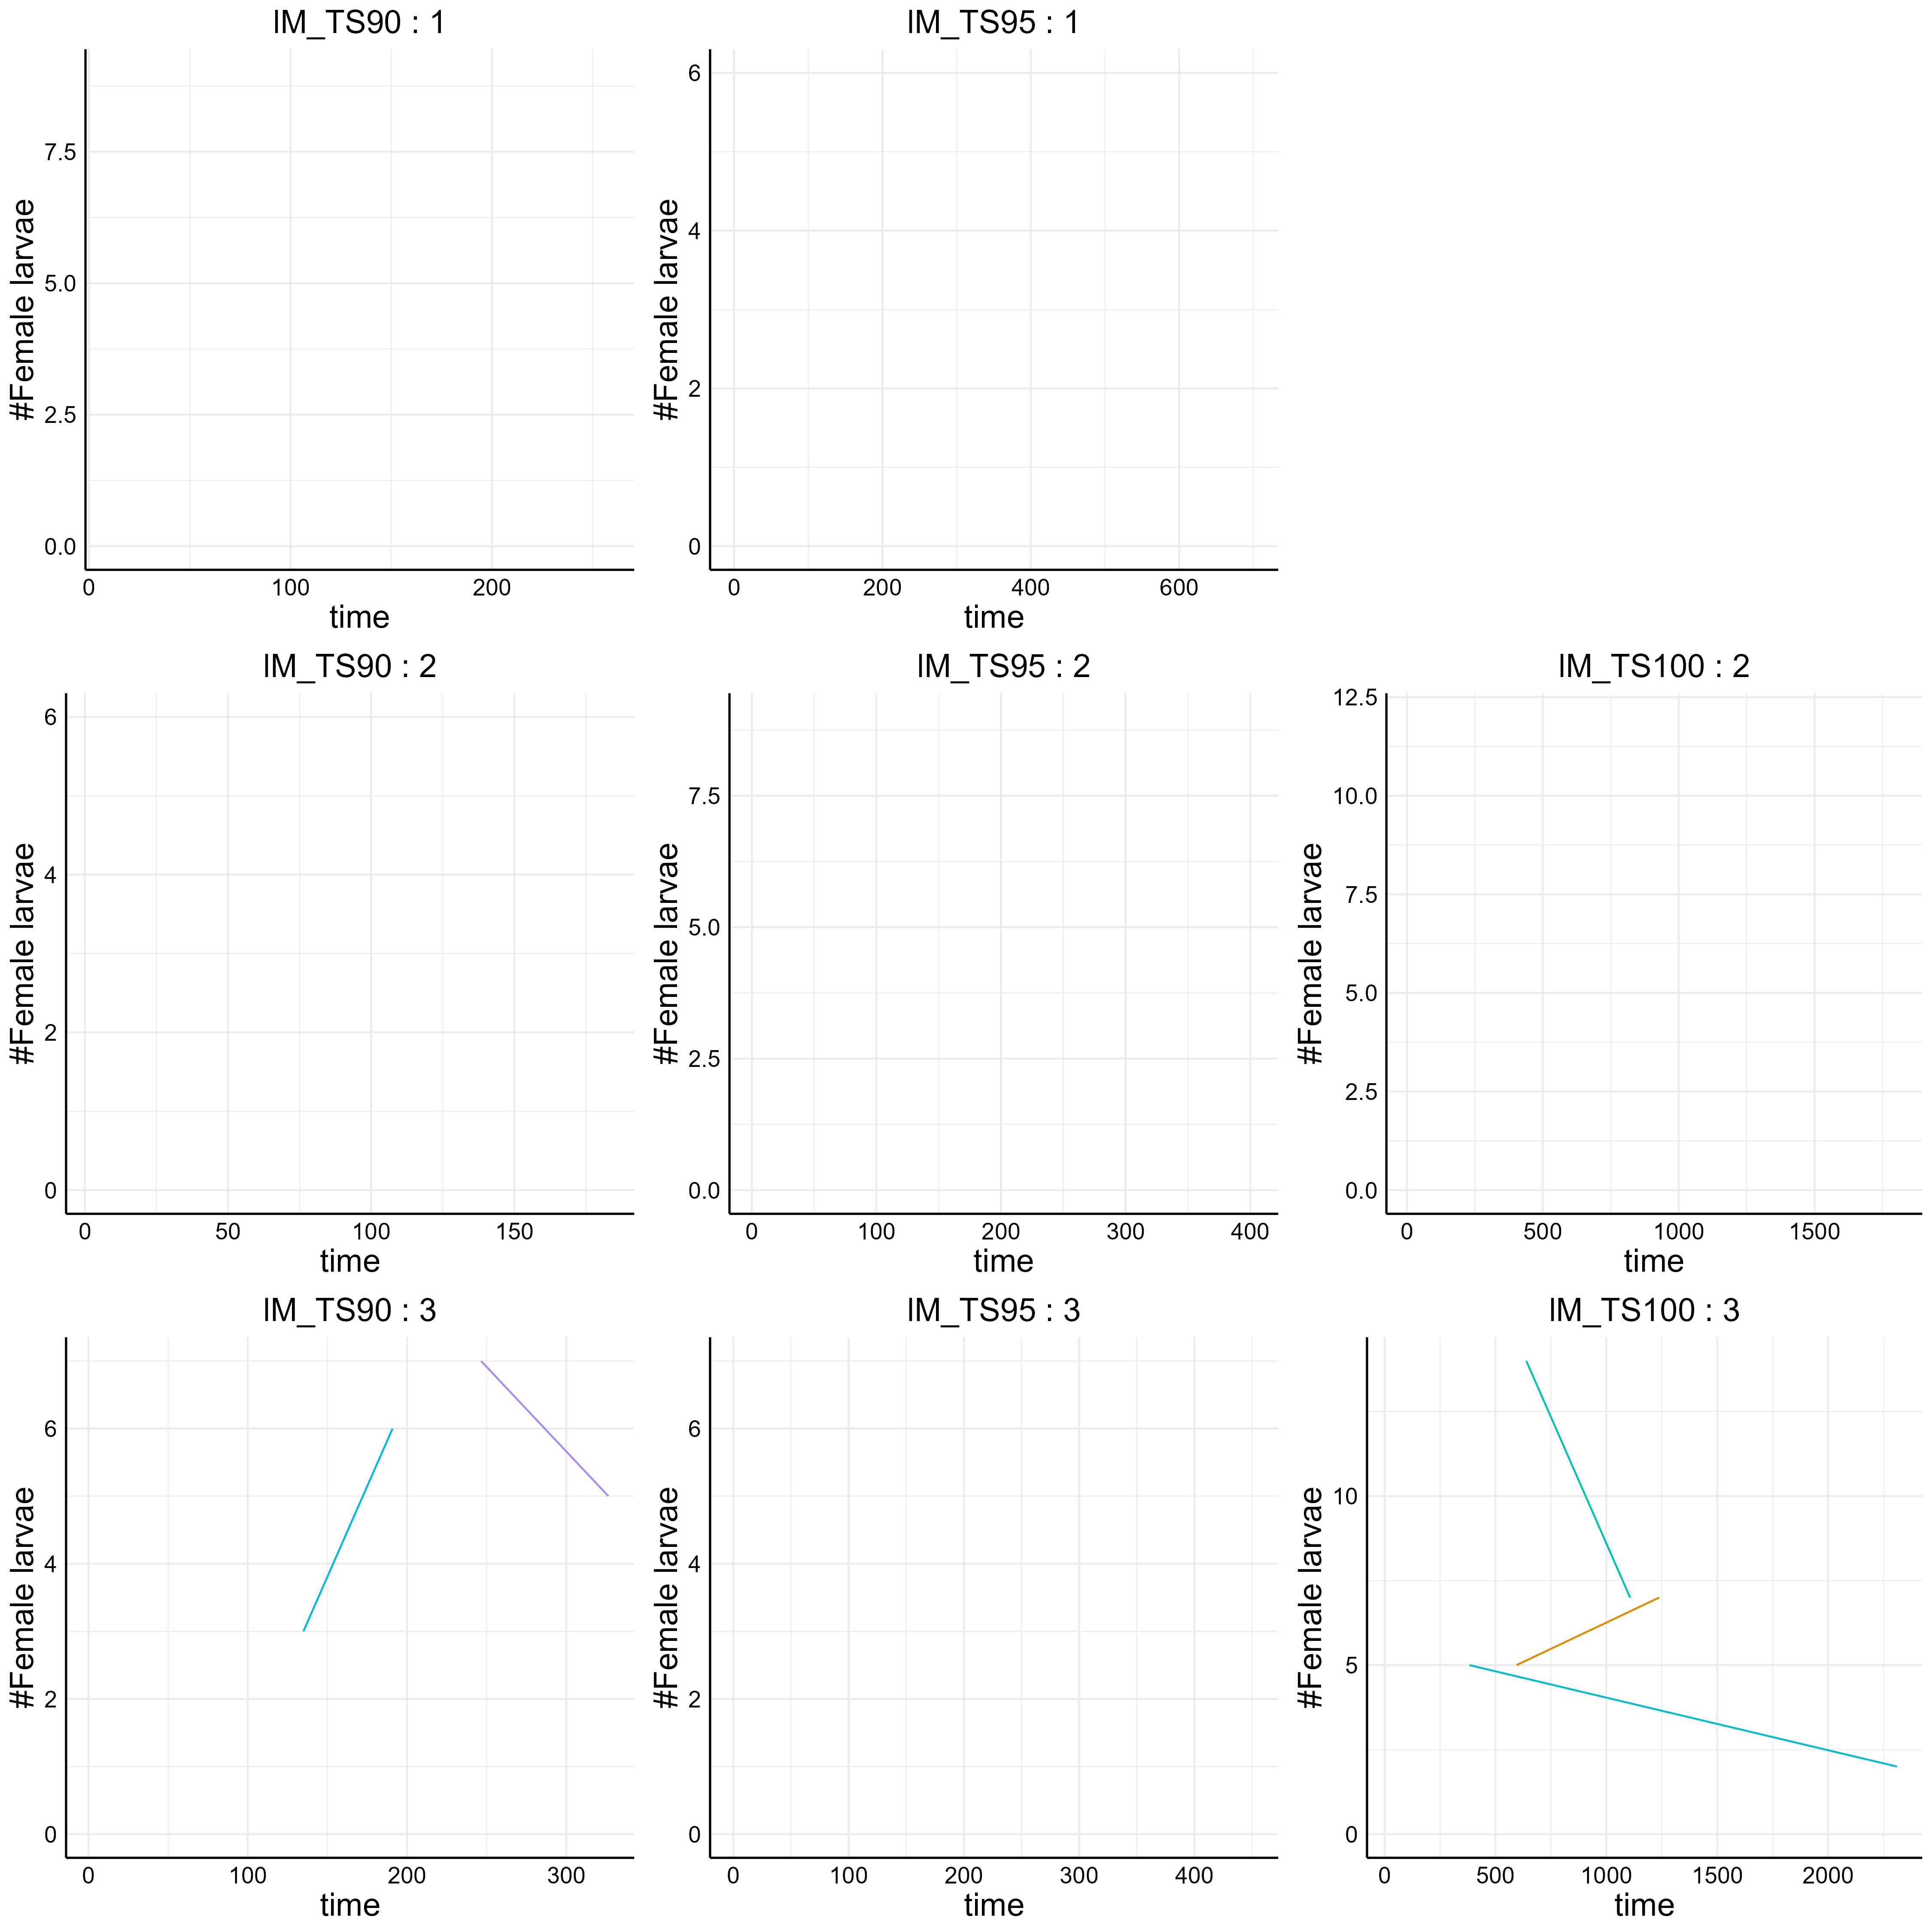 IM_TS90 : 1
#Female larvae
7.5
5.0
2.5
0.0
0 100 200
time
IM_TS95 : 1
#Female larvae
6
4
2
0
0 200 400 600
time
IM_TS90 : 2
#Female larvae
6
4
2
0
0 50 100 150
time
IM_TS95 : 2
#Female larvae
7.5
5.0
2.5
0.0
0 100 200 300 400
time
IM_TS100 : 2
#Female larvae
12.5
10.0
7.5
5.0
2.5
0.0
0 500 1000 1500
time
IM_TS90 : 3
#Female larvae
6
4
2
0
0 100 200 300
time
IM_TS95 : 3
#Female larvae
6
4
2
0
0 100 200 300 400
time
IM_TS100 : 3
#Female larvae
10
5
0
0 500 1000 1500 2000
time